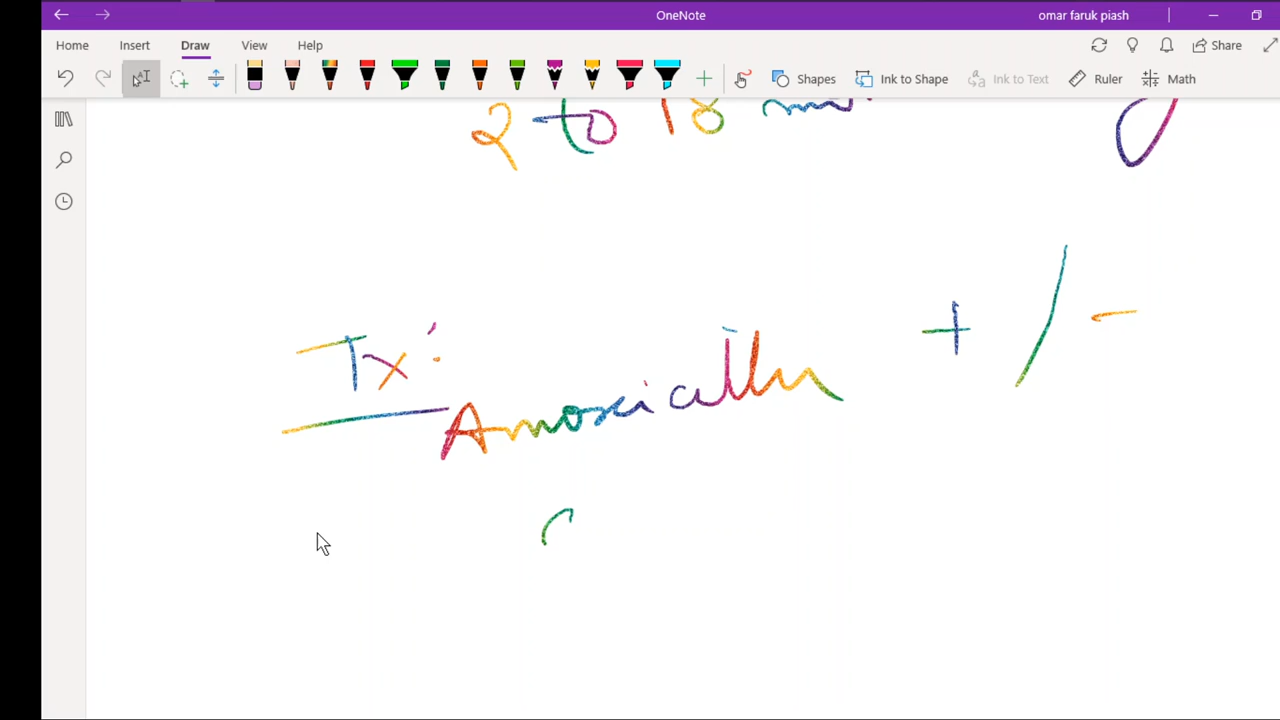 OneNote
omar faruk piash
Home Insert Draw View Help
Share
Shapes Ink to Shape Ink to Text Ruler Math
2 to 18
Tx:
Amoxicillin + / -